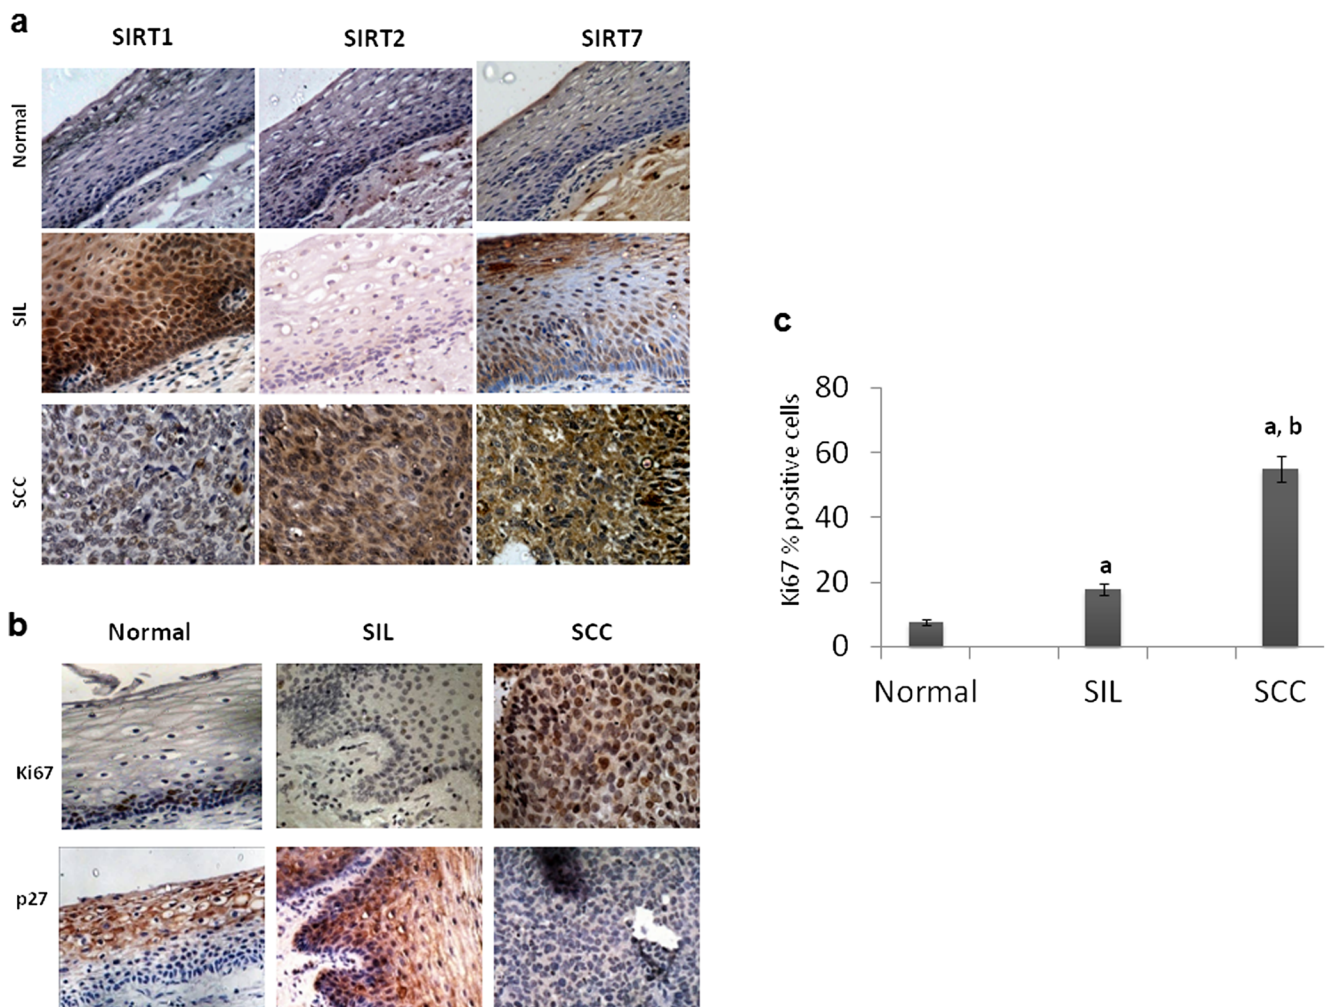 a
SIRT1 SIRT2 SIRT7
Normal
SIL
SCC
b
Normal SIL SCC
Ki67
p27
c
Ki67 % positive cells
80
60
40
20
0
a
a, b
Normal SIL SCC